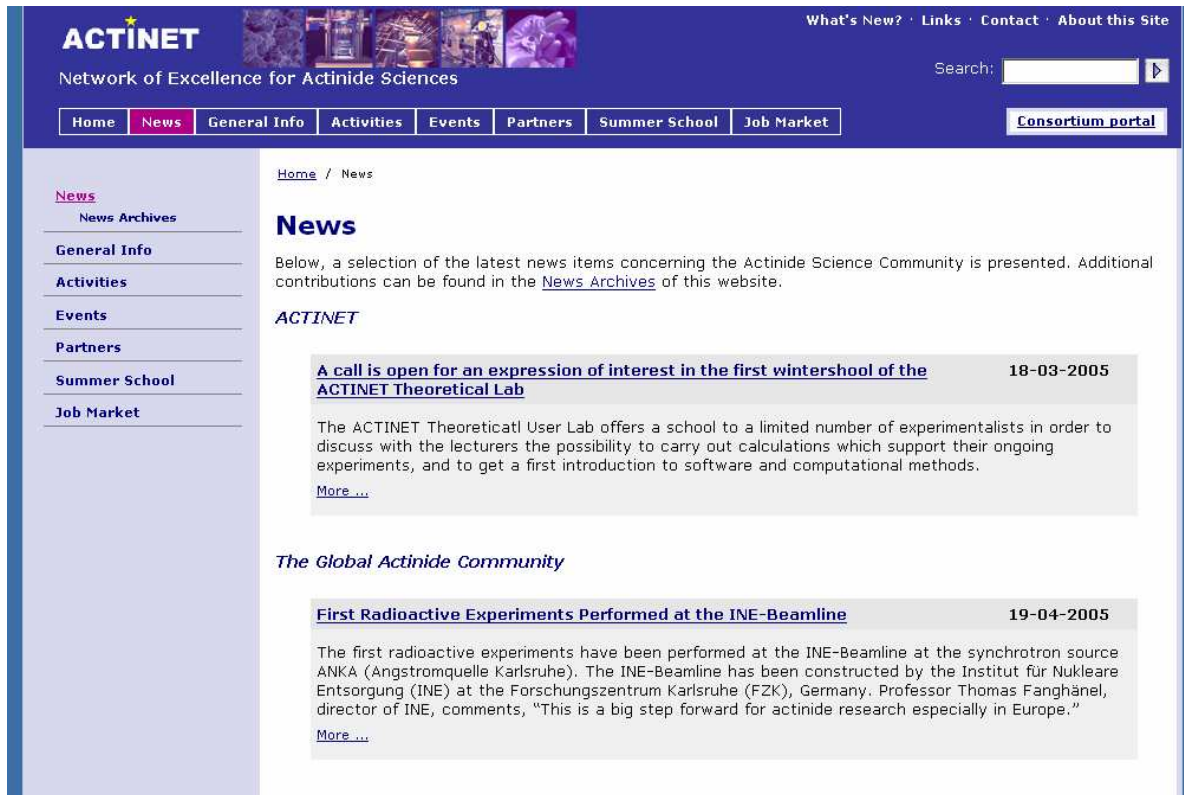 What's New? · Links · Contact · About this Site
ACTINET
Network of Excellence for Actinide Sciences
Search:
Home News General Info Activities Events Partners Summer School Job Market
Consortium portal
News
News Archives
General Info
Activities
Events
Partners
Summer School
Job Market
Home / News
News
Below, a selection of the latest news items concerning the Actinide Science Community is presented. Additional
contributions can be found in the News Archives of this website.
ACTINET
A call is open for an expression of interest in the first wintershool of the
ACTINET Theoretical Lab
18-03-2005
The ACTINET Theoreticatl User Lab offers a school to a limited number of experimentalists in order to
discuss with the lecturers the possibility to carry out calculations which support their ongoing
experiments, and to get a first introduction to software and computational methods.
More ...
The Global Actinide Community
First Radioactive Experiments Performed at the INE-Beamline
19-04-2005
The first radioactive experiments have been performed at the INE-Beamline at the synchrotron source
ANKA (Angstromquelle Karlsruhe). The INE-Beamline has been constructed by the Institut für Nukleare
Entsorgung (INE) at the Forschungszentrum Karlsruhe (FZK), Germany. Professor Thomas Fanghänel,
director of INE, comments, “This is a big step forward for actinide research especially in Europe.”
More ...